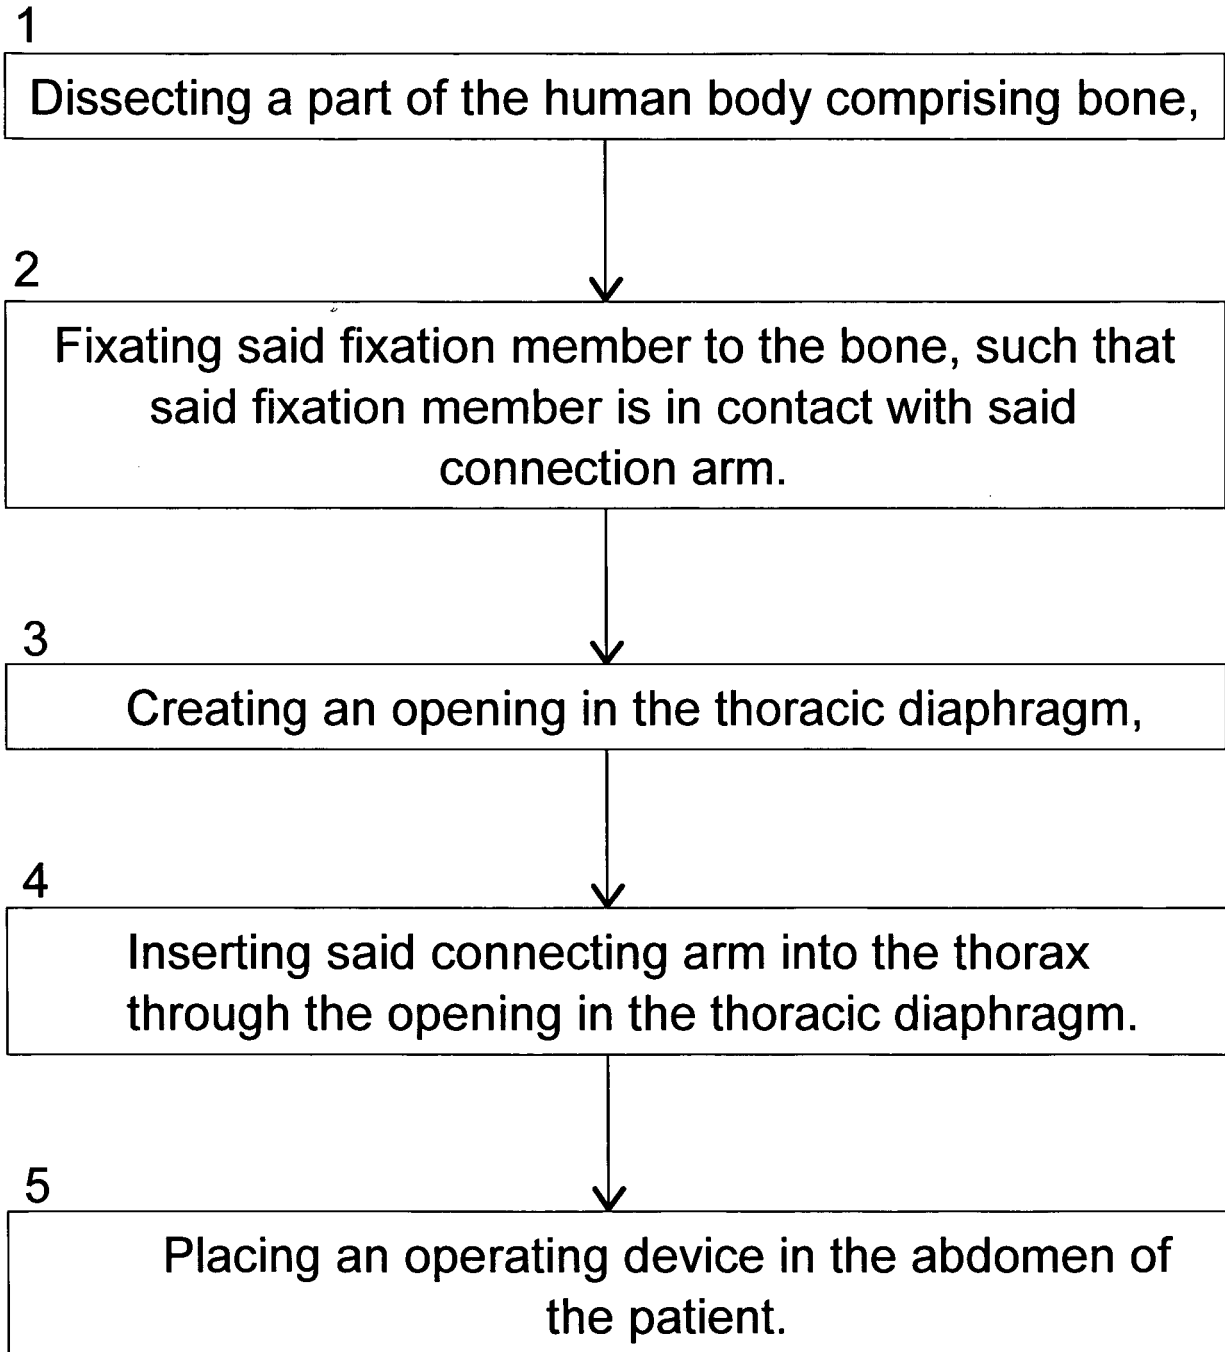 1
Dissecting a part of the human body comprising bone,
2
Fixating said fixation member to the bone, such that
said fixation member is in contact with said
connection arm.
3
Creating an opening in the thoracic diaphragm,
4
Inserting said connecting arm into the thorax
through the opening in the thoracic diaphragm.
5
Placing an operating device in the abdomen of
the patient.